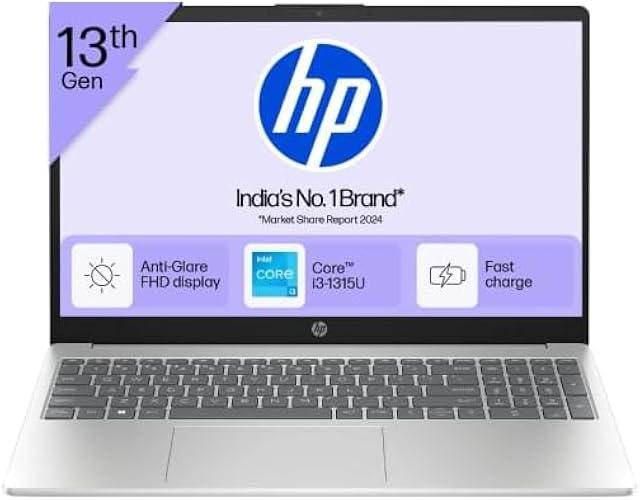 13th
Gen
hp
India's No. 1 Brand*
*Market Share Report 2024
Anti-Glare
FHD display
intel
CORE
i3
Core™
i3-1315U
Fast
charge
hp